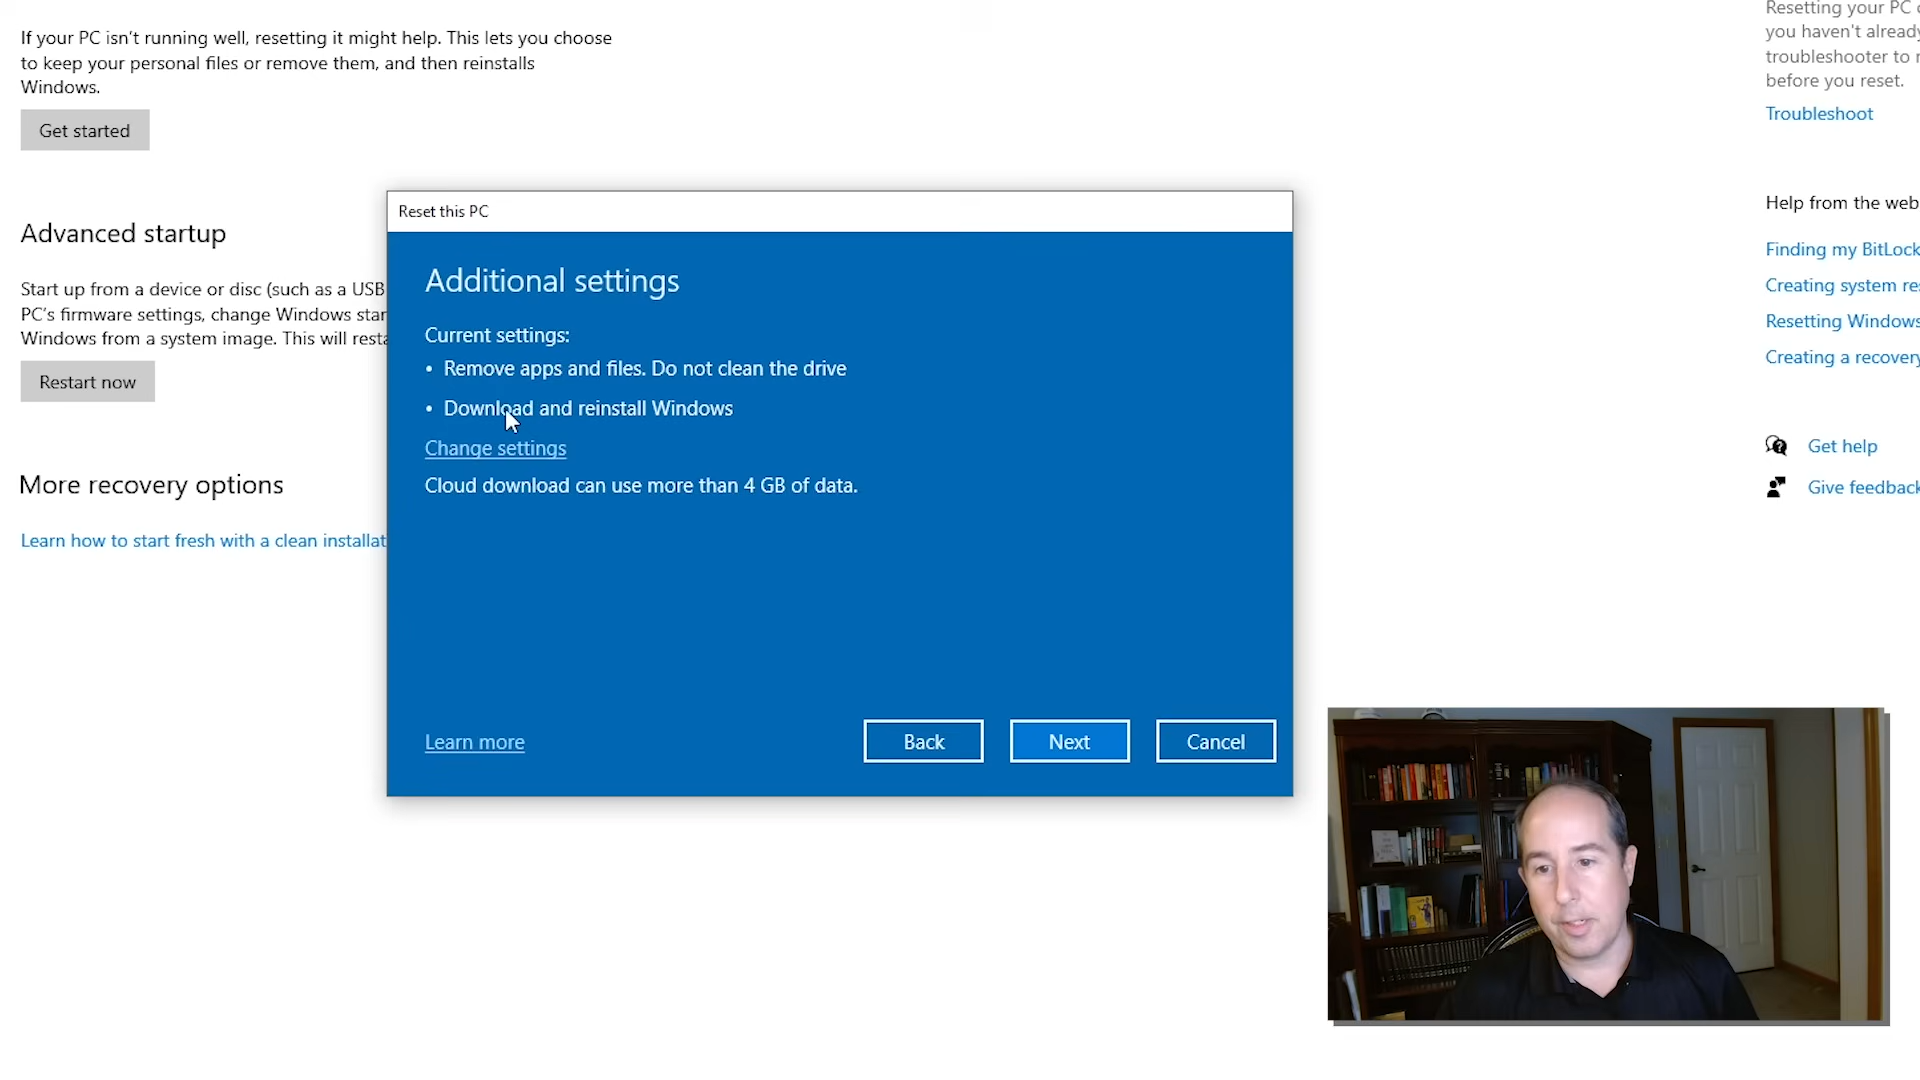 If your PC isn't running well, resetting it might help. This lets you choose
to keep your personal files or remove them, and then reinstalls
Windows.
Get started
Advanced startup
Start up from a device or disc (such as a USB
PC's firmware settings, change Windows star
Windows from a system image. This will resta
Restart now
More recovery options
Learn how to start fresh with a clean installat
Reset this PC
Additional settings
Current settings:
• Remove apps and files. Do not clean the drive
• Download and reinstall Windows
Change settings
Cloud download can use more than 4 GB of data.
Learn more
Back
Next
Cancel
Resetting your PC
you haven't already
troubleshooter to
before you reset.
Troubleshoot
Help from the web
Finding my BitLock
Creating system re
Resetting Windows
Creating a recovery
Get help
Give feedback